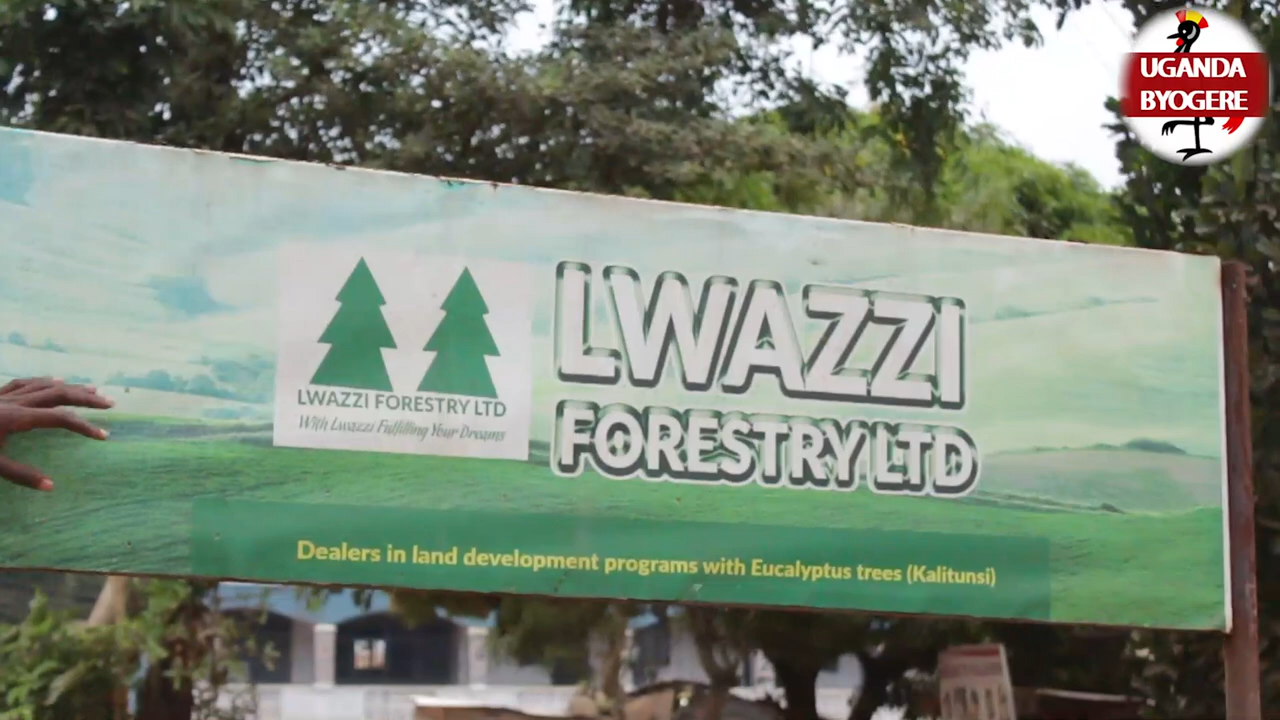 UGANDA
BYOGERE
LWAZZI
FORESTRY LTD
LWAZZI FORESTRY LTD
With Lwazzi Fulfilling Your Dreams
Dealers in land development programs with Eucalyptus trees (Kalitunsi)